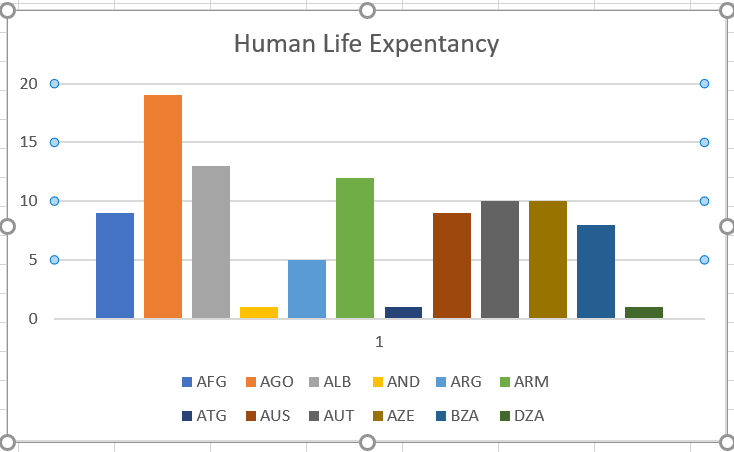 Human Life Expentancy
20
15
10
5
0
1
AFG AGO ALB AND ARG ARM
ATG AUS AUT AZE BZA DZA